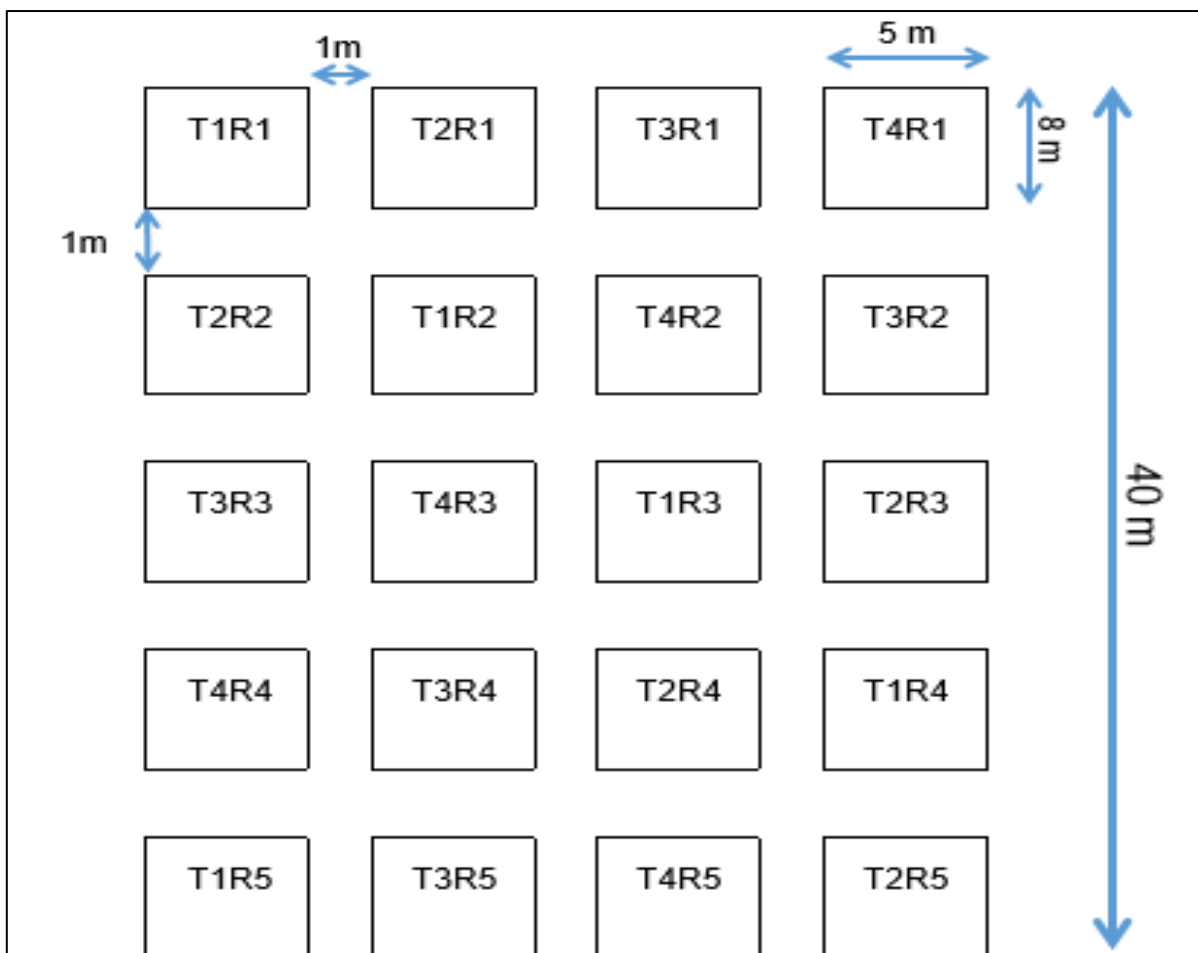 1m
5 m
T1R1 T2R1 T3R1 T4R1
8 m
1m
T2R2 T1R2 T4R2 T3R2
T3R3 T4R3 T1R3 T2R3
40 m
T4R4 T3R4 T2R4 T1R4
T1R5 T3R5 T4R5 T2R5